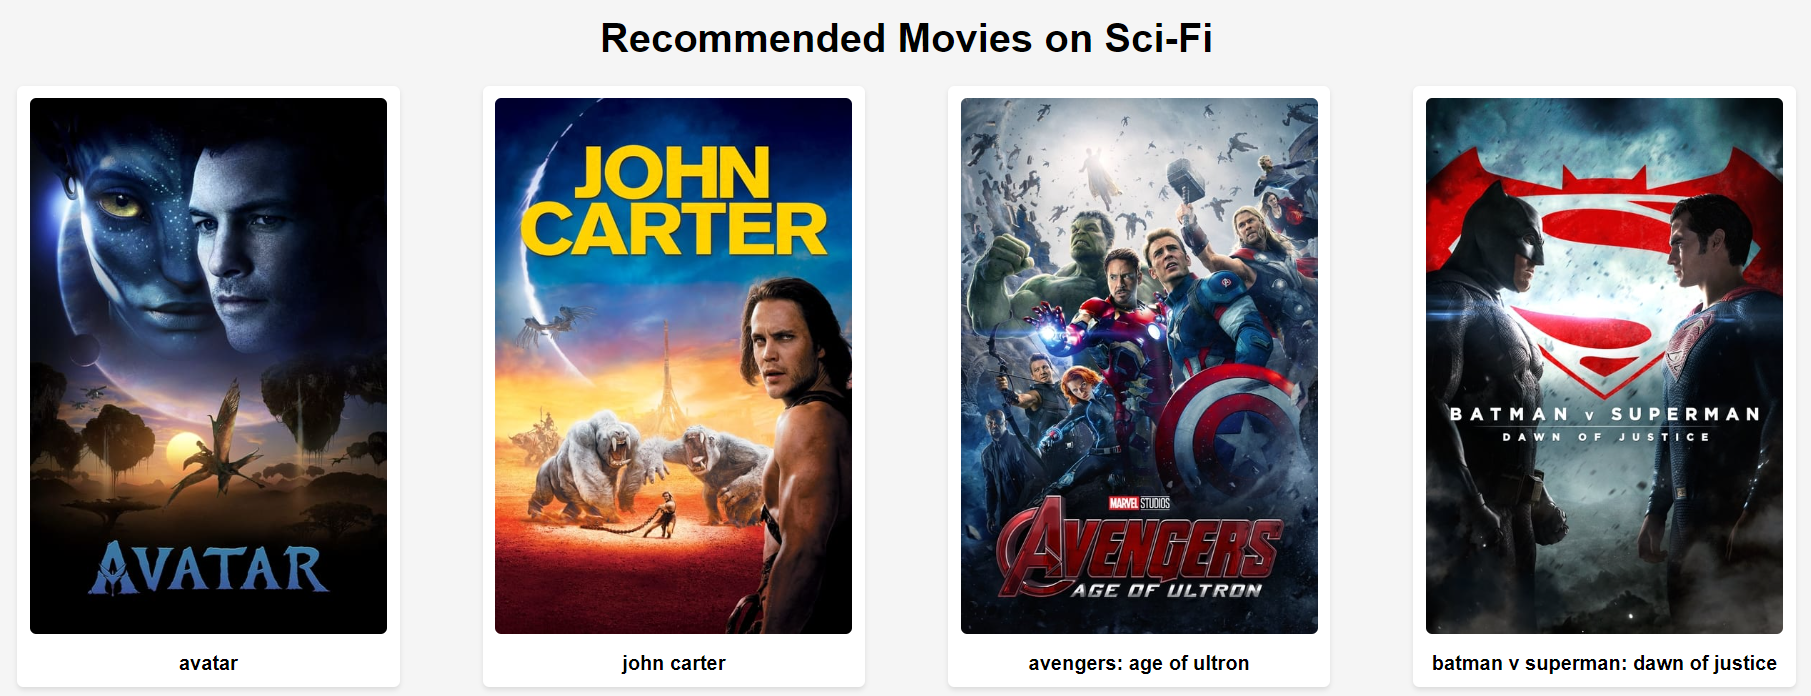 Recommended Movies on Sci-Fi
AVATAR
avatar
JOHN
CARTER
john carter
MARVEL STUDIOS
AVENGERS
AGE OF ULTRON
avengers: age of ultron
BATMAN v SUPERMAN
DAWN OF JUSTICE
batman v superman: dawn of justice